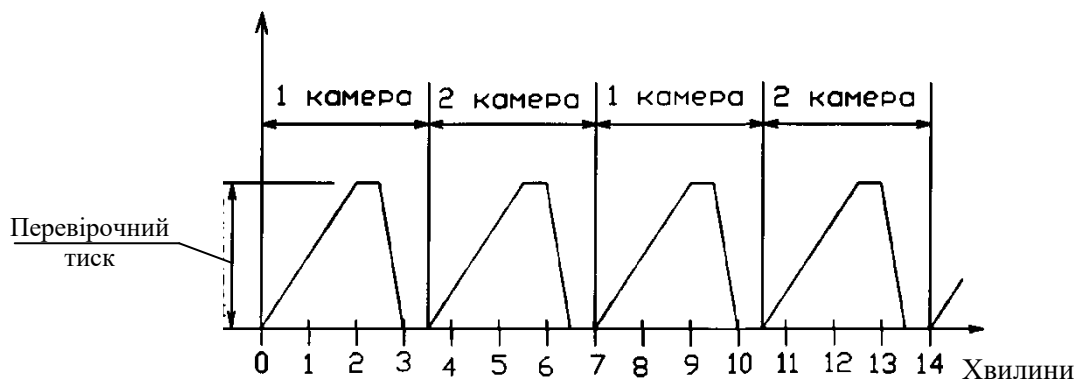 1 камера 2 камера 1 камера 2 камера
Перевірочний
тиск
0 1 2 3 4 5 6 7 8 9 10 11 12 13 14 Хвилини